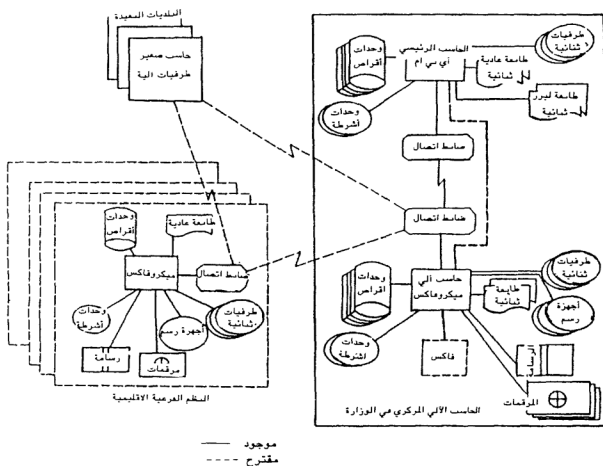 البلديات البعيدة
حاسب صغير
طرفيات آلية
وحدات
أقراص
الحاسب الرئيسي
آي بي إم
طرفيات
ثنائية
طابعة عادية
ثنائية
طابعة ليزر
ثنائية
وحدات
أشرطة
ضابط اتصال
ضابط اتصال
وحدات
أقراص
حاسب آلي
ميكروفاكس
طرفيات
ثنائية
طابعة
ثنائية
أجهزة
رسم
وحدات
أشرطة
فاكس
الرسامة
المرقمات
الحاسب الآلي المركزي في الوزارة
وحدات
أقراص
طابعة عادية
ميكروفاكس
ضابط اتصال
وحدات
أشرطة
أجهزة رسم
طرفيات
ثنائية
رسامة
مرقمات
النظم الفرعية الاقليمية
موجود
مقترح